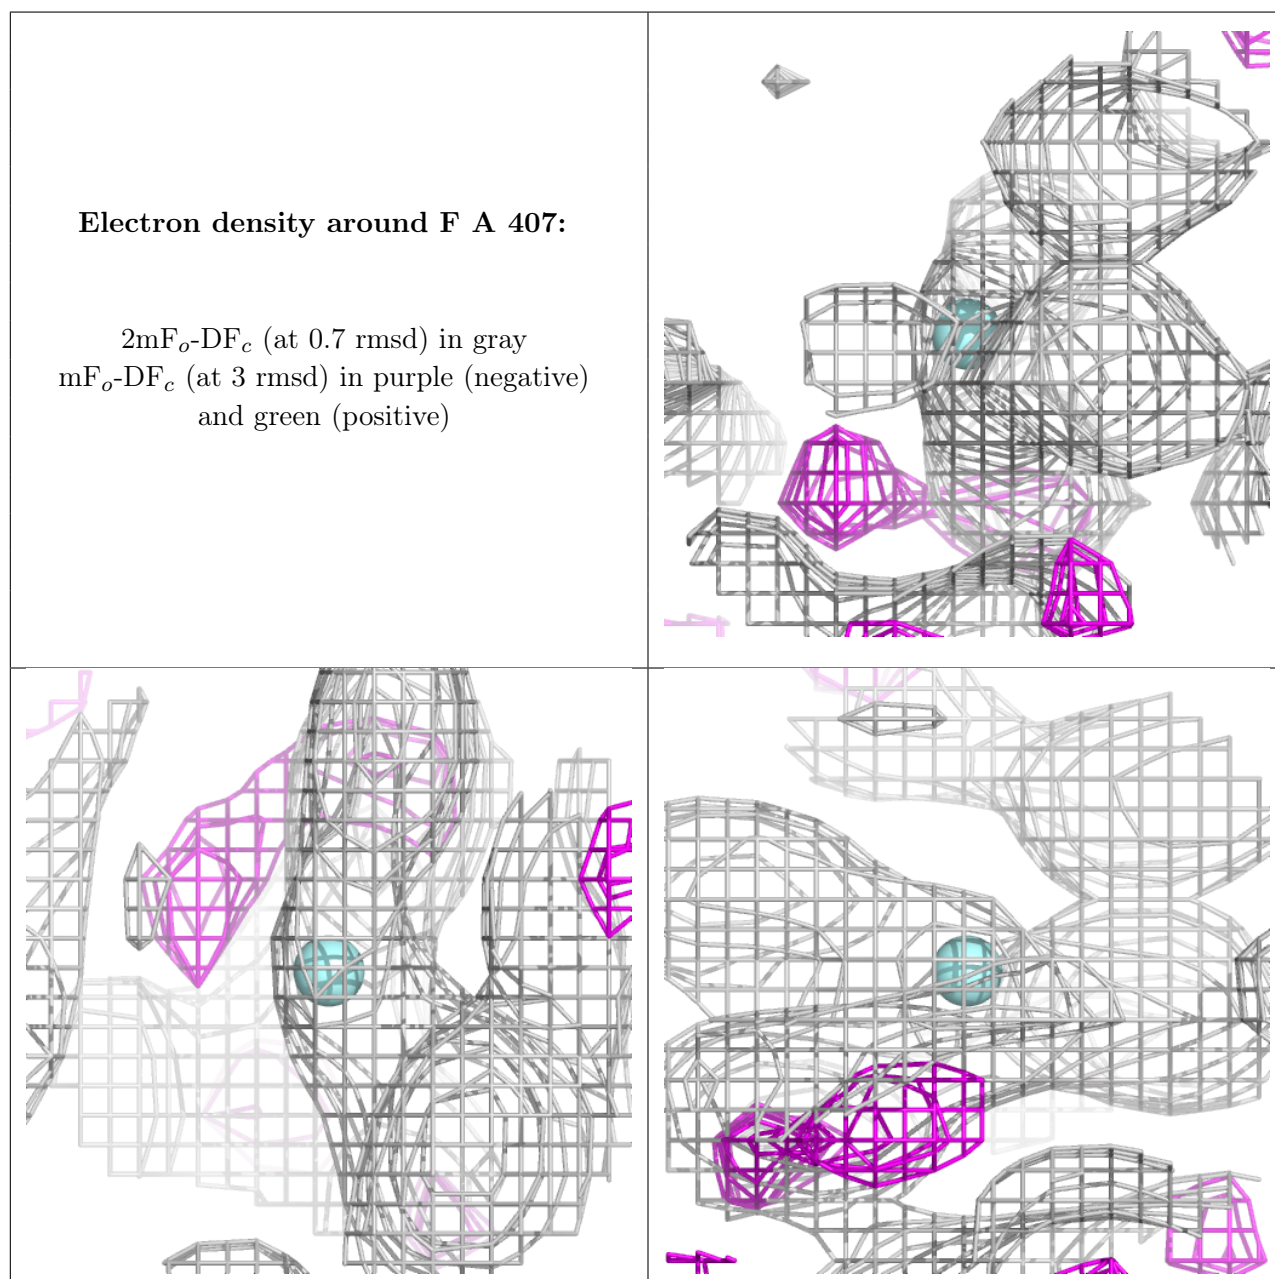 Electron density around F A 407:
2mFo-DFc (at 0.7 rmsd) in gray
mFo-DFc (at 3 rmsd) in purple (negative)
and green (positive)